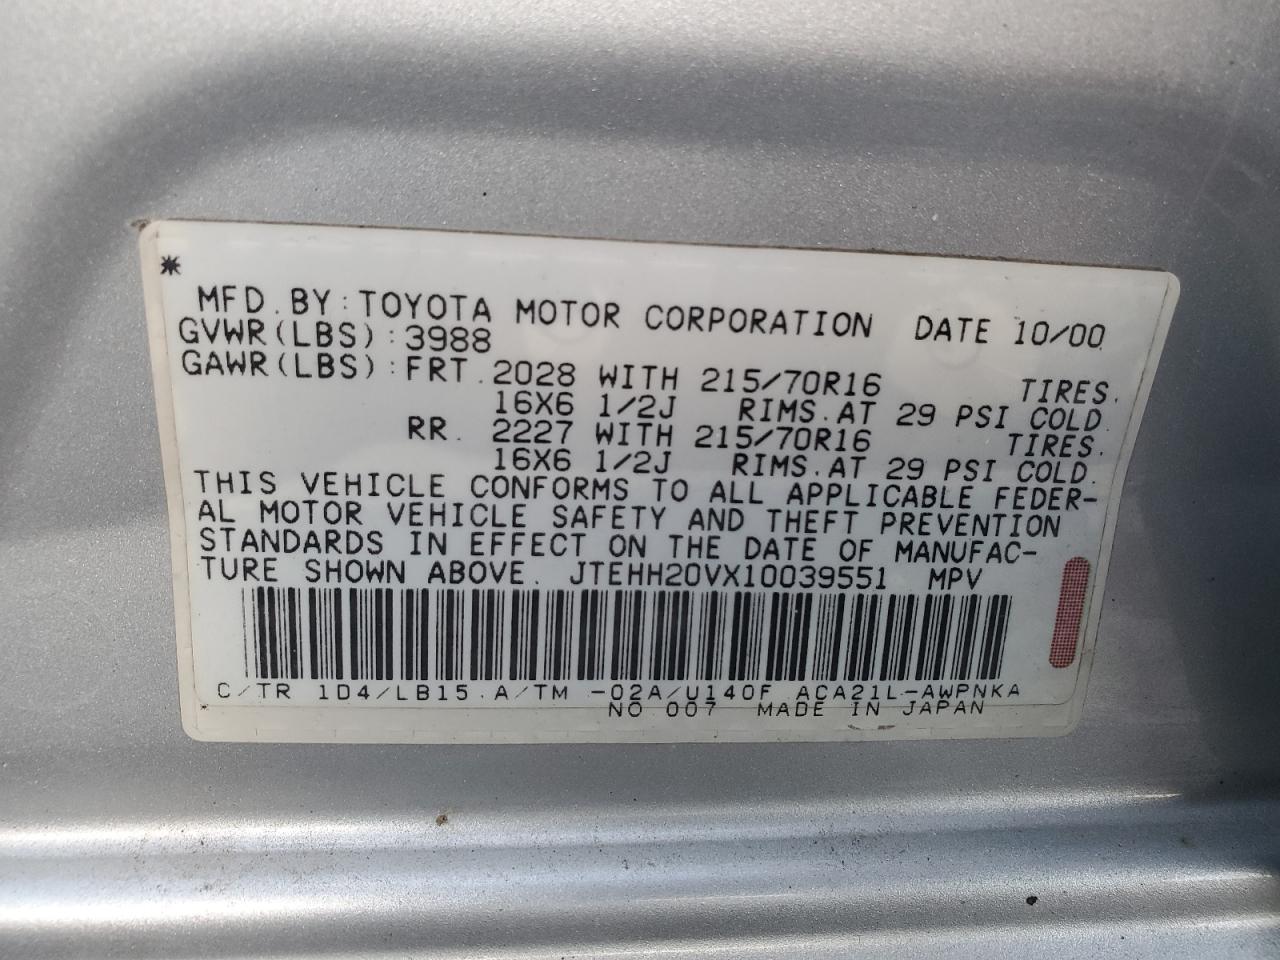 *
MFD. BY: TOYOTA MOTOR CORPORATION DATE 10/00
GVWR(LBS): 3988
GAWR(LBS): FRT. 2028 WITH 215/70R16 TIRES.
16X6 1/2J RIMS. AT 29 PSI COLD.
RR. 2227 WITH 215/70R16 TIRES.
16X6 1/2J RIMS. AT 29 PSI COLD.
THIS VEHICLE CONFORMS TO ALL APPLICABLE FEDER-
AL MOTOR VEHICLE SAFETY AND THEFT PREVENTION
STANDARDS IN EFFECT ON THE DATE OF MANUFAC-
TURE SHOWN ABOVE. JTEHH20VX10039551 MPV
C/TR 1D4/LB15 A/TM -02A/U140F ACA21L-AWPNKA
NO 007 MADE IN JAPAN